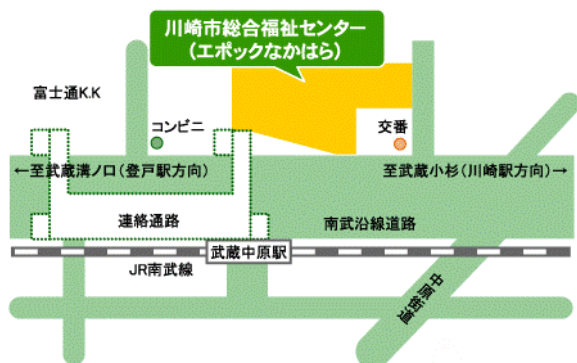 川崎市総合福祉センター
(エポックなかはら)
富士通K.K
コンビニ
交番
←至武蔵溝ノ口(登戸駅方向)
至武蔵小杉(川崎駅方向)→
連絡通路
南武沿線道路
武蔵中原駅
JR南武線
中原街道